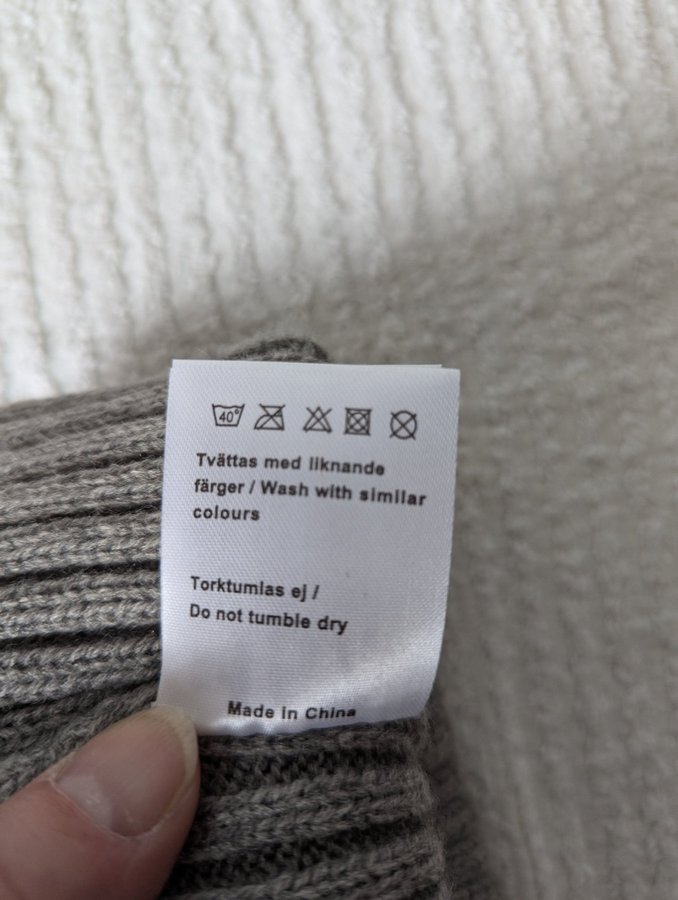 40°
Tvättas med liknande
färger / Wash with similar
colours
Torktumlas ej /
Do not tumble dry
Made in China